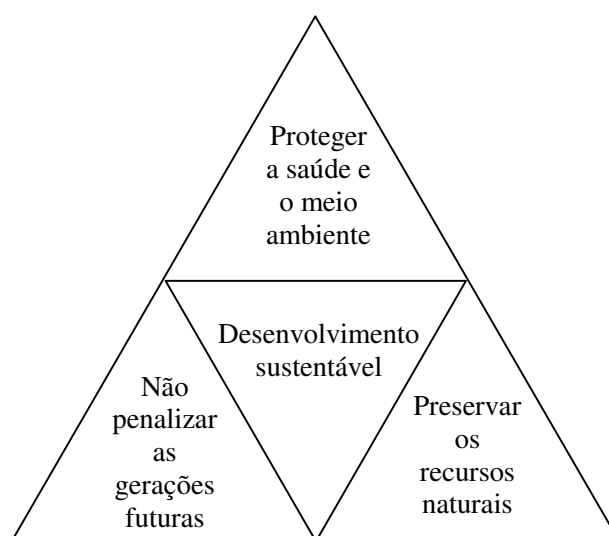 Proteger
a saúde e
o meio
ambiente
Desenvolvimento
sustentável
Não
penalizar
as
gerações
futuras
Preservar
os
recursos
naturais